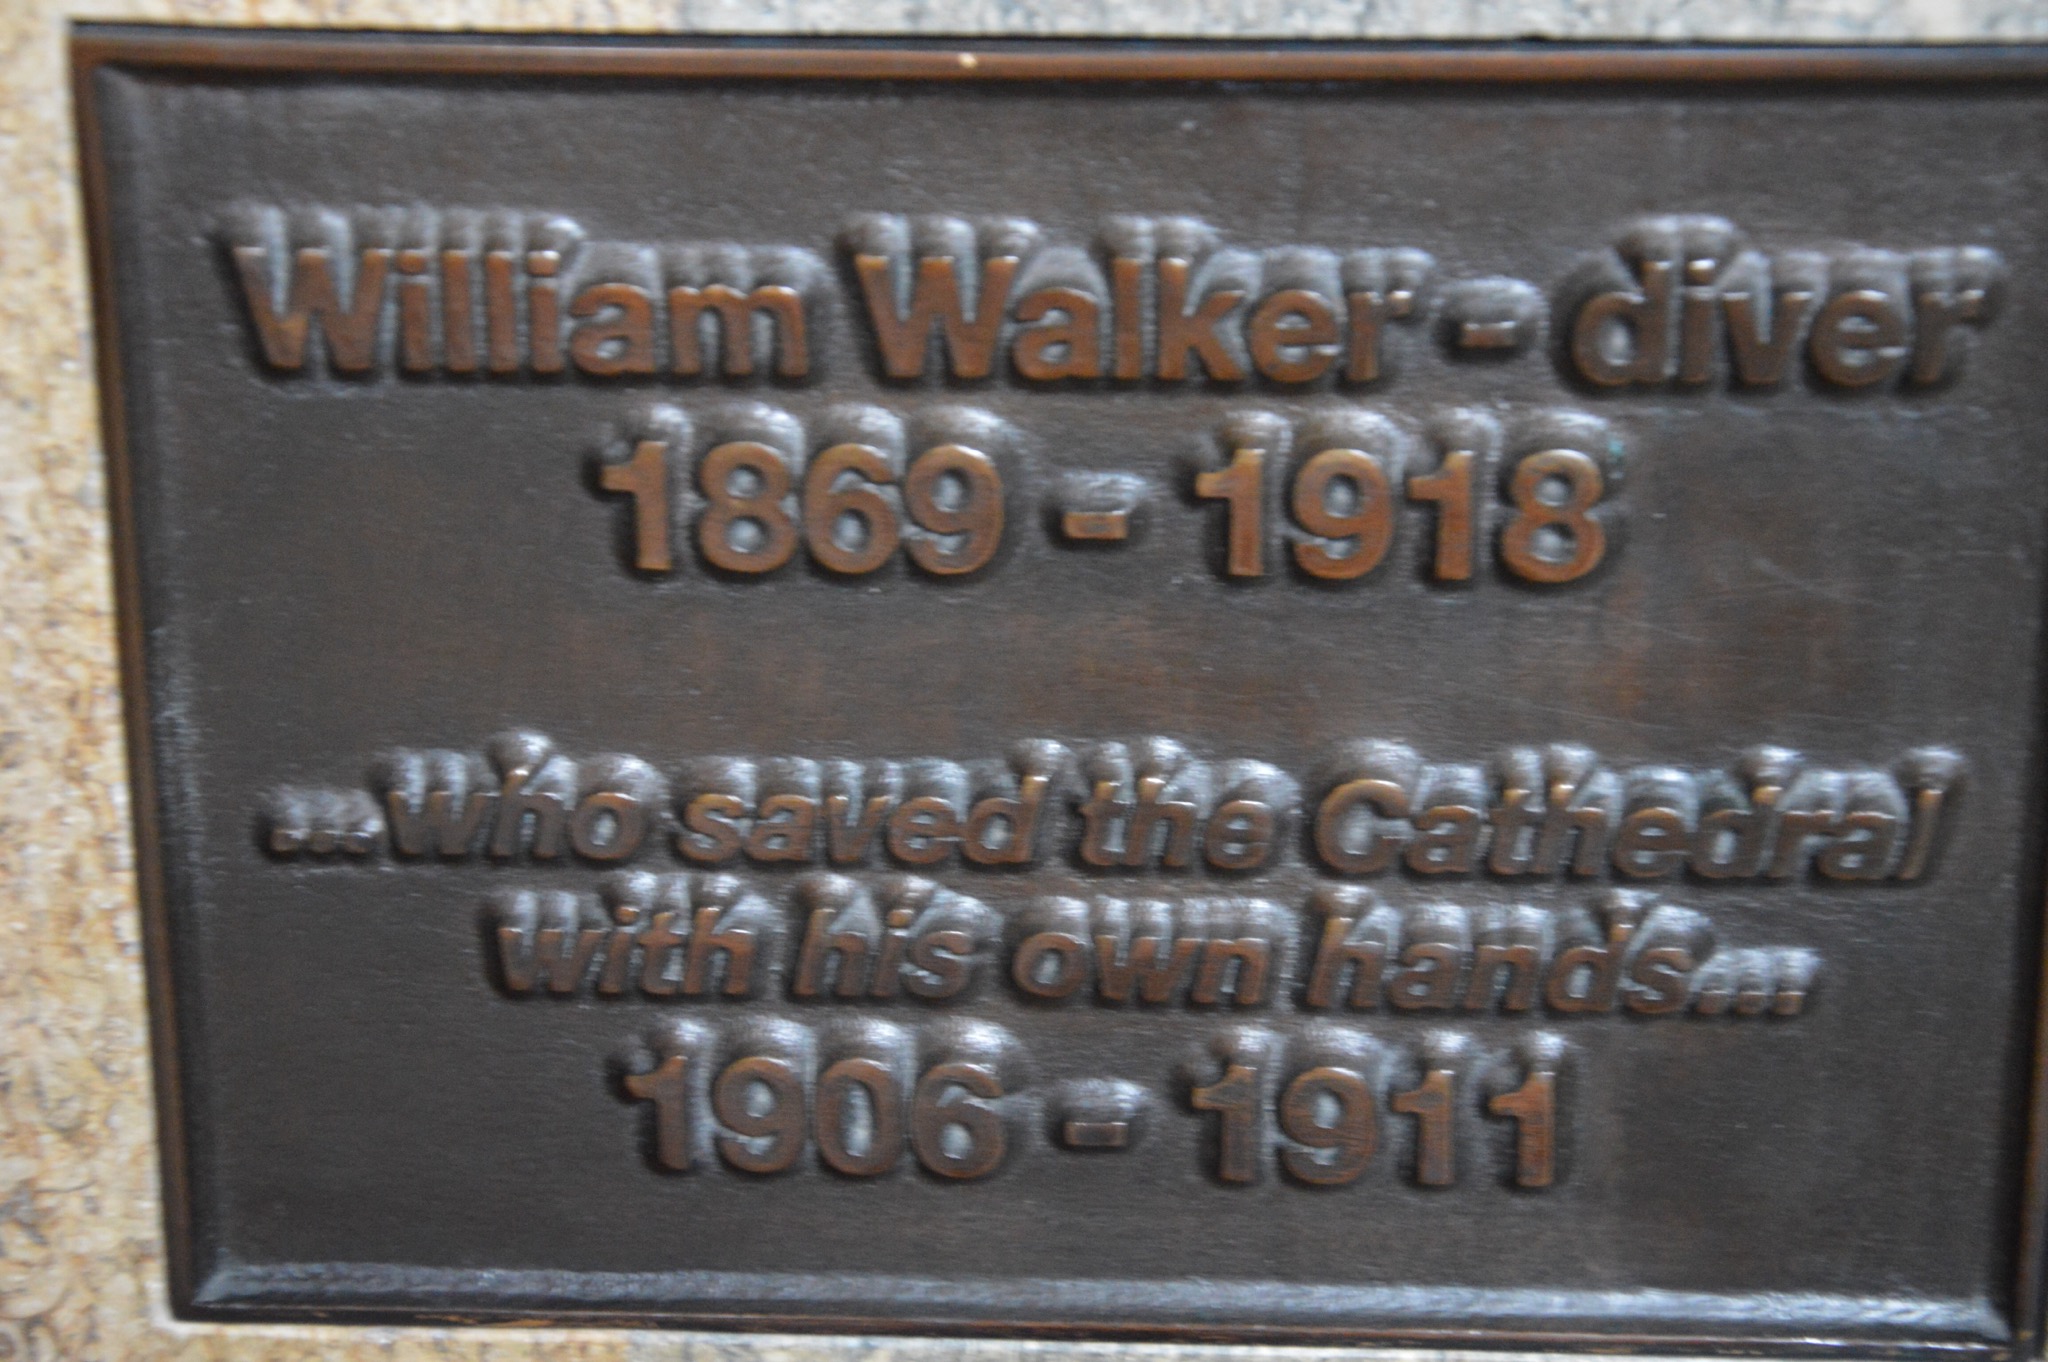 William Walker - diver
1869 - 1918
...who saved the Cathedral
with his own hands...
1906 - 1911